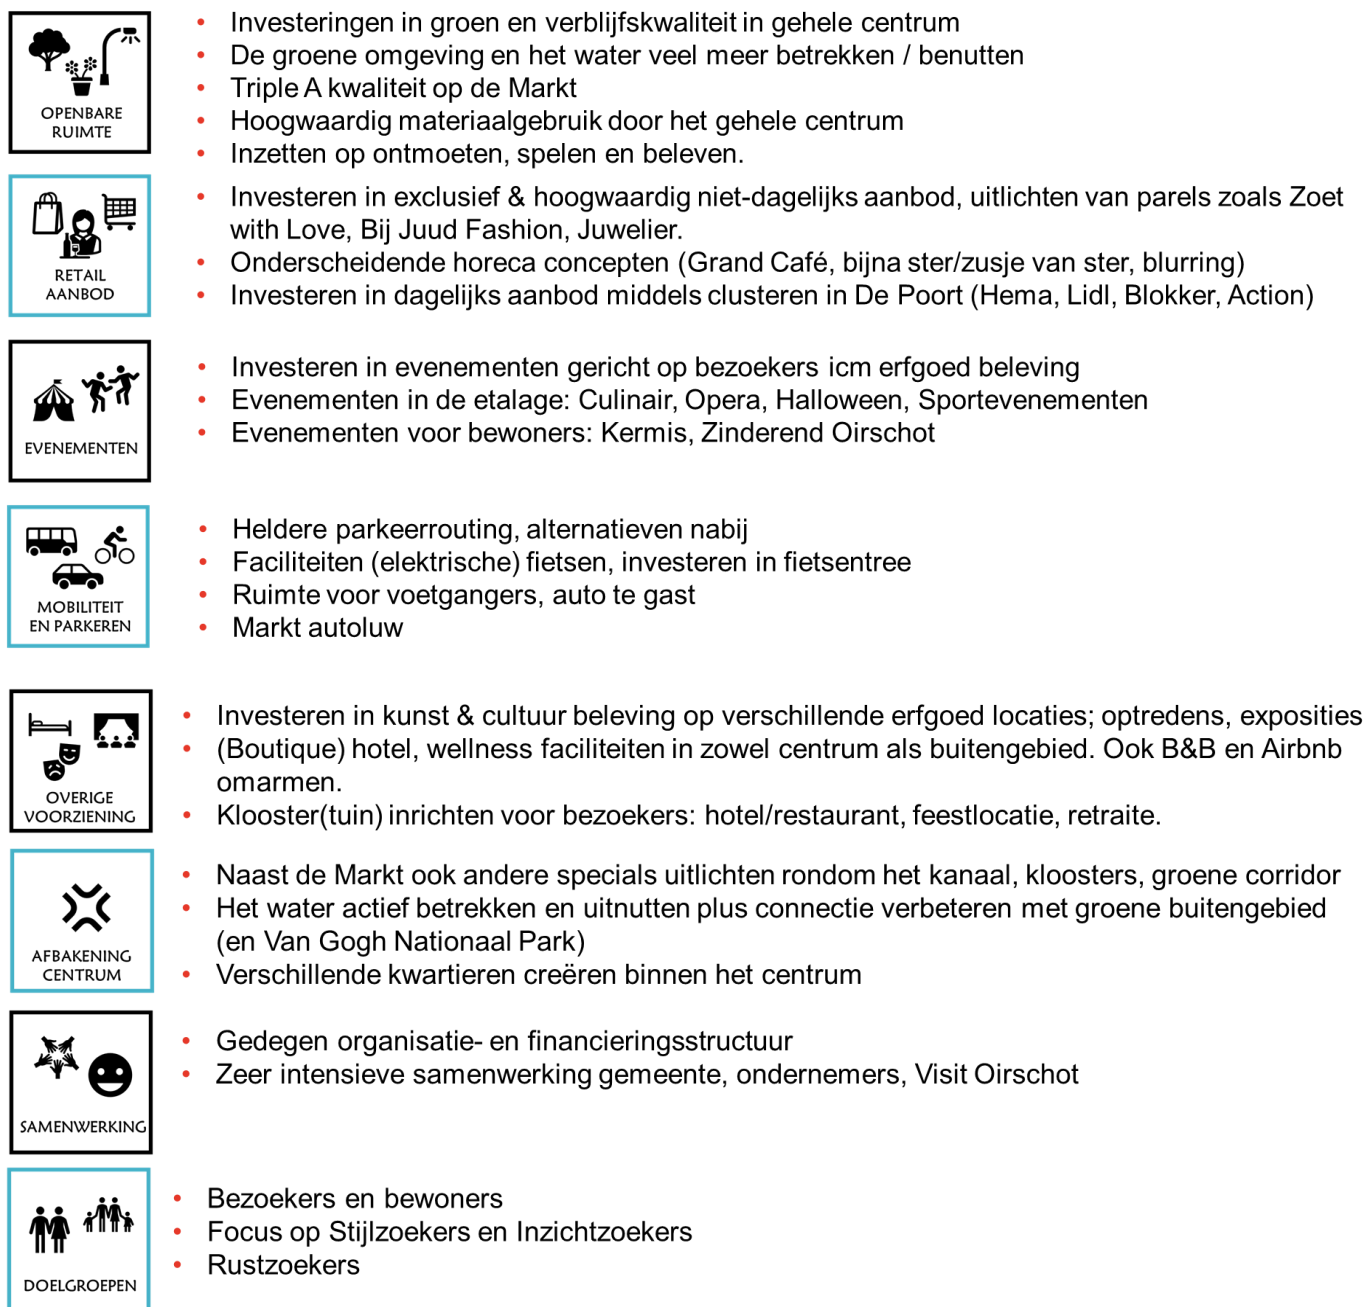 OPENBARE
RUIMTE
• Investeringen in groen en verblijfskwaliteit in gehele centrum
• De groene omgeving en het water veel meer betrekken / benutten
• Triple A kwaliteit op de Markt
• Hoogwaardig materiaalgebruik door het gehele centrum
• Inzetten op ontmoeten, spelen en beleven.
RETAIL
AANBOD
• Investeren in exclusief & hoogwaardig niet-dagelijks aanbod, uitlichten van parels zoals Zoet
with Love, Bij Juud Fashion, Juwelier.
• Onderscheidende horeca concepten (Grand Café, bijna ster/zusje van ster, blurring)
• Investeren in dagelijks aanbod middels clusteren in De Poort (Hema, Lidl, Blokker, Action)
EVENEMENTEN
• Investeren in evenementen gericht op bezoekers icm erfgoed beleving
• Evenementen in de etalage: Culinair, Opera, Halloween, Sportevenementen
• Evenementen voor bewoners: Kermis, Zinderend Oirschot
MOBILITEIT
EN PARKEREN
• Heldere parkeerrouting, alternatieven nabij
• Faciliteiten (elektrische) fietsen, investeren in fietsentree
• Ruimte voor voetgangers, auto te gast
• Markt autoluw
OVERIGE
VOORZIENING
• Investeren in kunst & cultuur beleving op verschillende erfgoed locaties; optredens, exposities
• (Boutique) hotel, wellness faciliteiten in zowel centrum als buitengebied. Ook B&B en Airbnb
omarmen.
• Klooster(tuin) inrichten voor bezoekers: hotel/restaurant, feestlocatie, retraite.
AFBAKENING
CENTRUM
• Naast de Markt ook andere specials uitlichten rondom het kanaal, kloosters, groene corridor
• Het water actief betrekken en uitnutten plus connectie verbeteren met groene buitengebied
(en Van Gogh Nationaal Park)
• Verschillende kwartieren creëren binnen het centrum
SAMENWERKING
• Gedegen organisatie- en financieringsstructuur
• Zeer intensieve samenwerking gemeente, ondernemers, Visit Oirschot
DOELGROEPEN
• Bezoekers en bewoners
• Focus op Stijlzoekers en Inzichtzoekers
• Rustzoekers